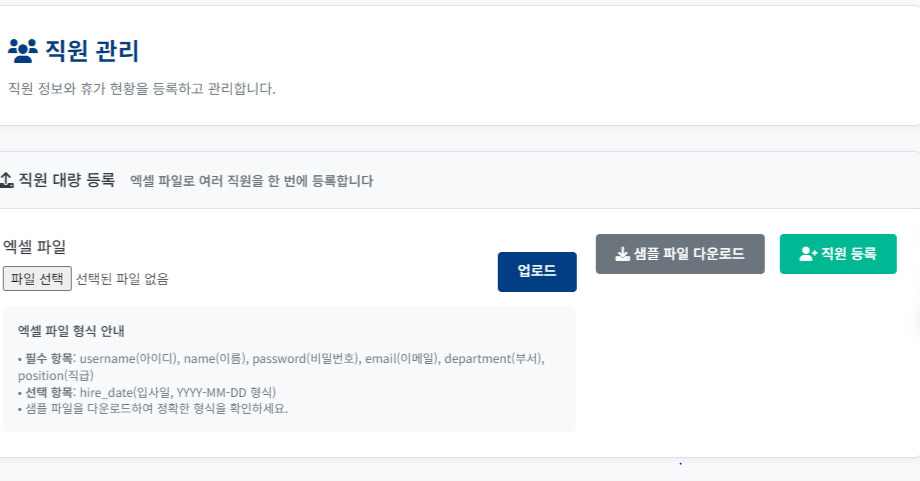 직원 관리
직원 정보와 휴가 현황을 등록하고 관리합니다.
직원 대량 등록 엑셀 파일로 여러 직원을 한 번에 등록합니다
엑셀 파일
파일 선택 선택된 파일 없음
업로드
샘플 파일 다운로드
직원 등록
엑셀 파일 형식 안내
• 필수 항목: username(아이디), name(이름), password(비밀번호), email(이메일), department(부서),
position(직급)
• 선택 항목: hire_date(입사일, YYYY-MM-DD 형식)
• 샘플 파일을 다운로드하여 정확한 형식을 확인하세요.